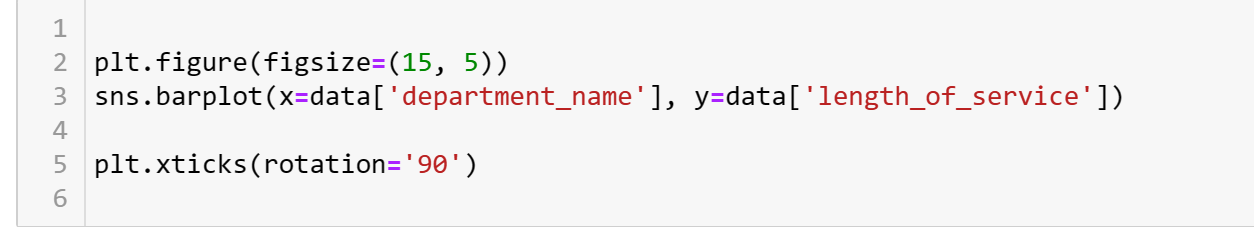 1
2 plt.figure(figsize=(15, 5))
3 sns.barplot(x=data['department_name'], y=data['length_of_service'])
4
5 plt.xticks(rotation='90')
6